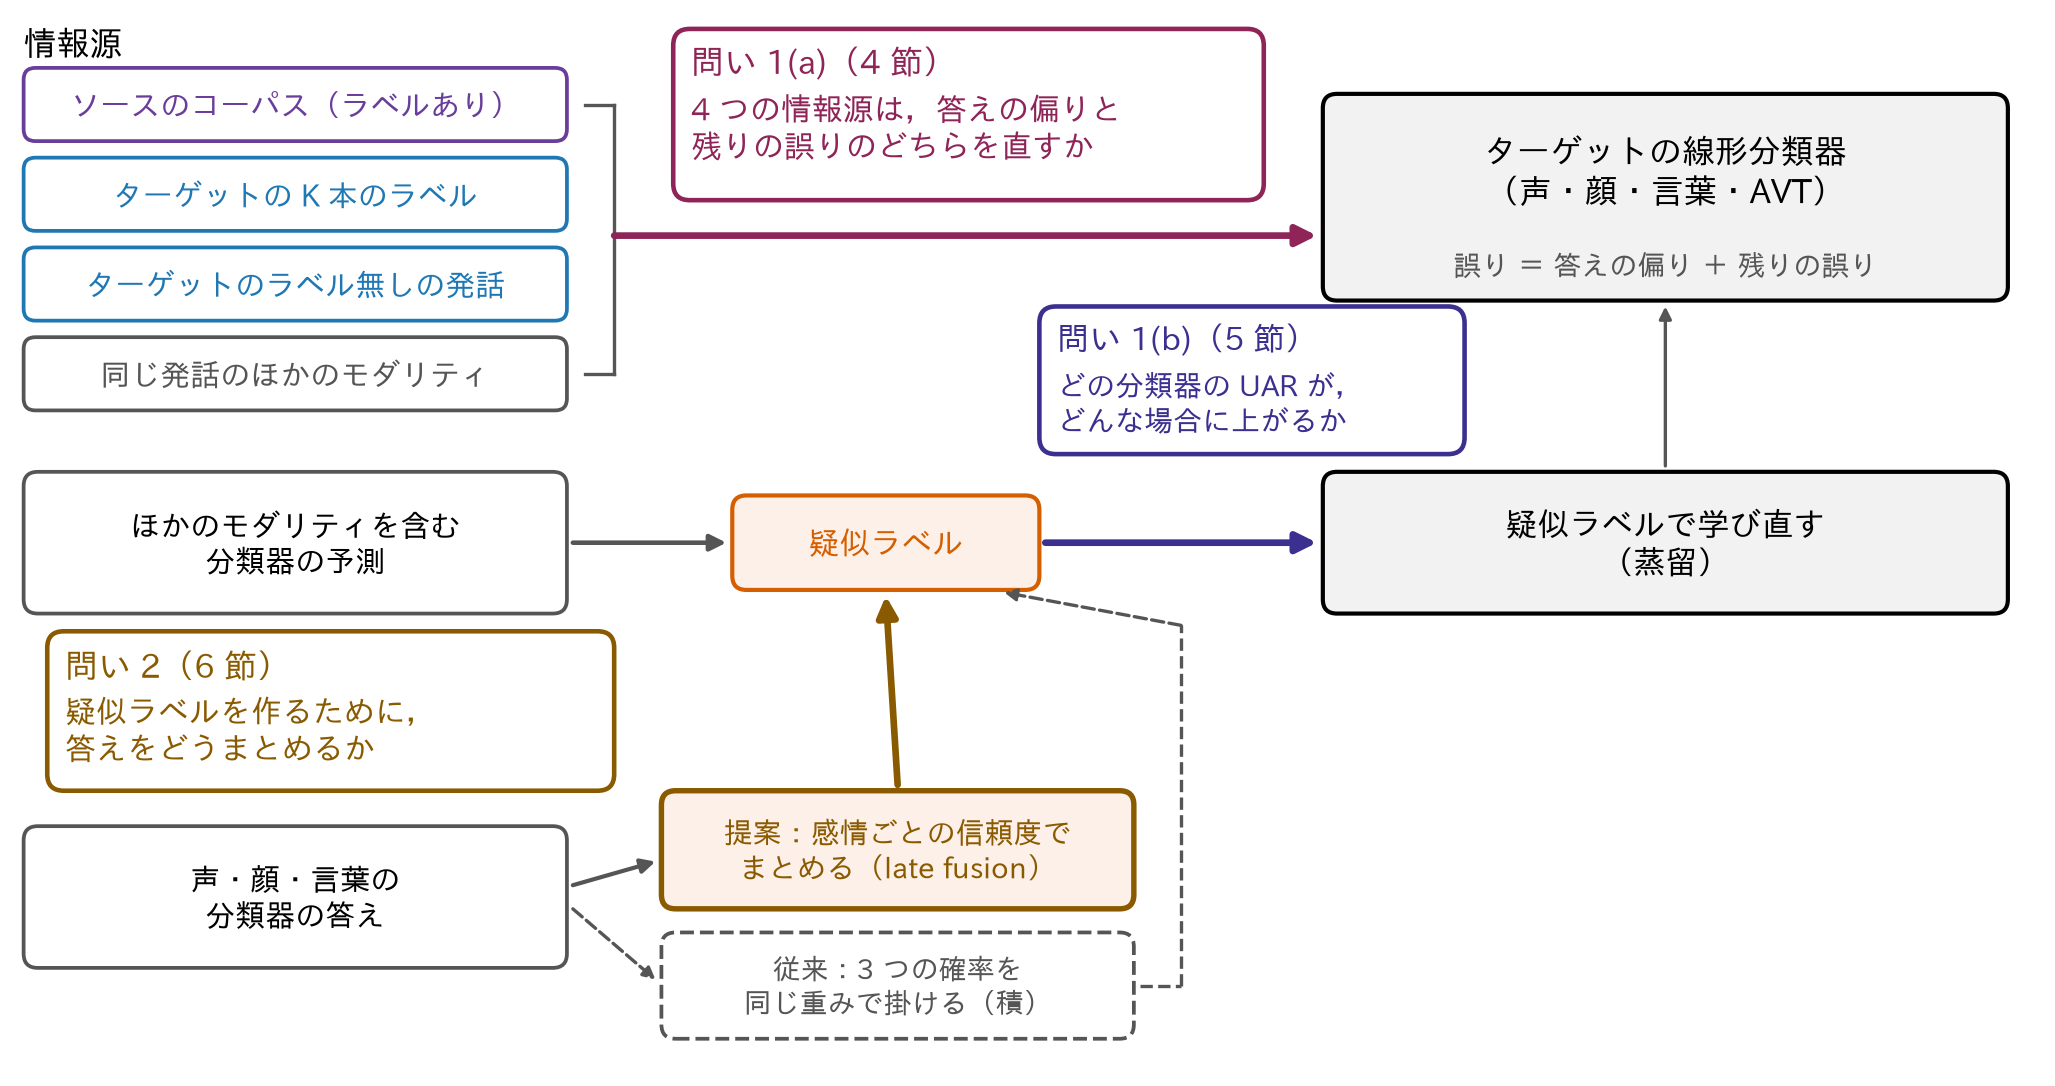 情報源
ソースのコーパス（ラベルあり）
ターゲットの K 本のラベル
ターゲットのラベル無しの発話
同じ発話のほかのモダリティ
問い 1(a)（4 節）
4 つの情報源は，答えの偏りと
残りの誤りのどちらを直すか
ターゲットの線形分類器
（声・顔・言葉・AVT）
誤り ＝ 答えの偏り ＋ 残りの誤り
問い 1(b)（5 節）
どの分類器の UAR が，
どんな場合に上がるか
ほかのモダリティを含む
分類器の予測
疑似ラベル
疑似ラベルで学び直す
（蒸留）
問い 2（6 節）
疑似ラベルを作るために，
答えをどうまとめるか
声・顔・言葉の
分類器の答え
提案：感情ごとの信頼度で
まとめる（late fusion）
従来：3 つの確率を
同じ重みで掛ける（積）